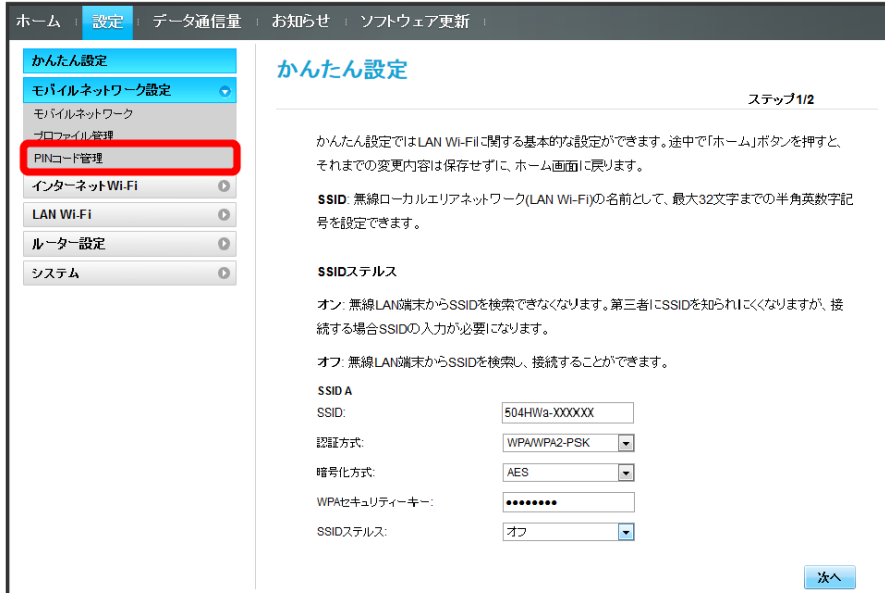 ホーム 設定 データ通信量 お知らせ ソフトウェア更新
かんたん設定
モバイルネットワーク設定
モバイルネットワーク
プロファイル管理
PINコード管理
インターネットWi-Fi
LAN Wi-Fi
ルーター設定
システム
かんたん設定
ステップ1/2
かんたん設定ではLAN Wi-Fiに関する基本的な設定ができます。途中で「ホーム」ボタンを押すと、
それまでの変更内容は保存せずに、ホーム画面に戻ります。
SSID: 無線ローカルエリアネットワーク(LAN Wi-Fi)の名前として、最大32文字までの半角英数字記
号を設定できます。
SSIDステルス
オン: 無線LAN端末からSSIDを検索できなくなります。第三者にSSIDを知られにくくなりますが、接
続する場合SSIDの入力が必要になります。
オフ: 無線LAN端末からSSIDを検索し、接続することができます。
SSID A
SSID: 504HWa-XXXXXX
認証方式: WPA/WPA2-PSK
暗号化方式: AES
WPAセキュリティーキー: ••••••••
SSIDステルス: オフ
次へ